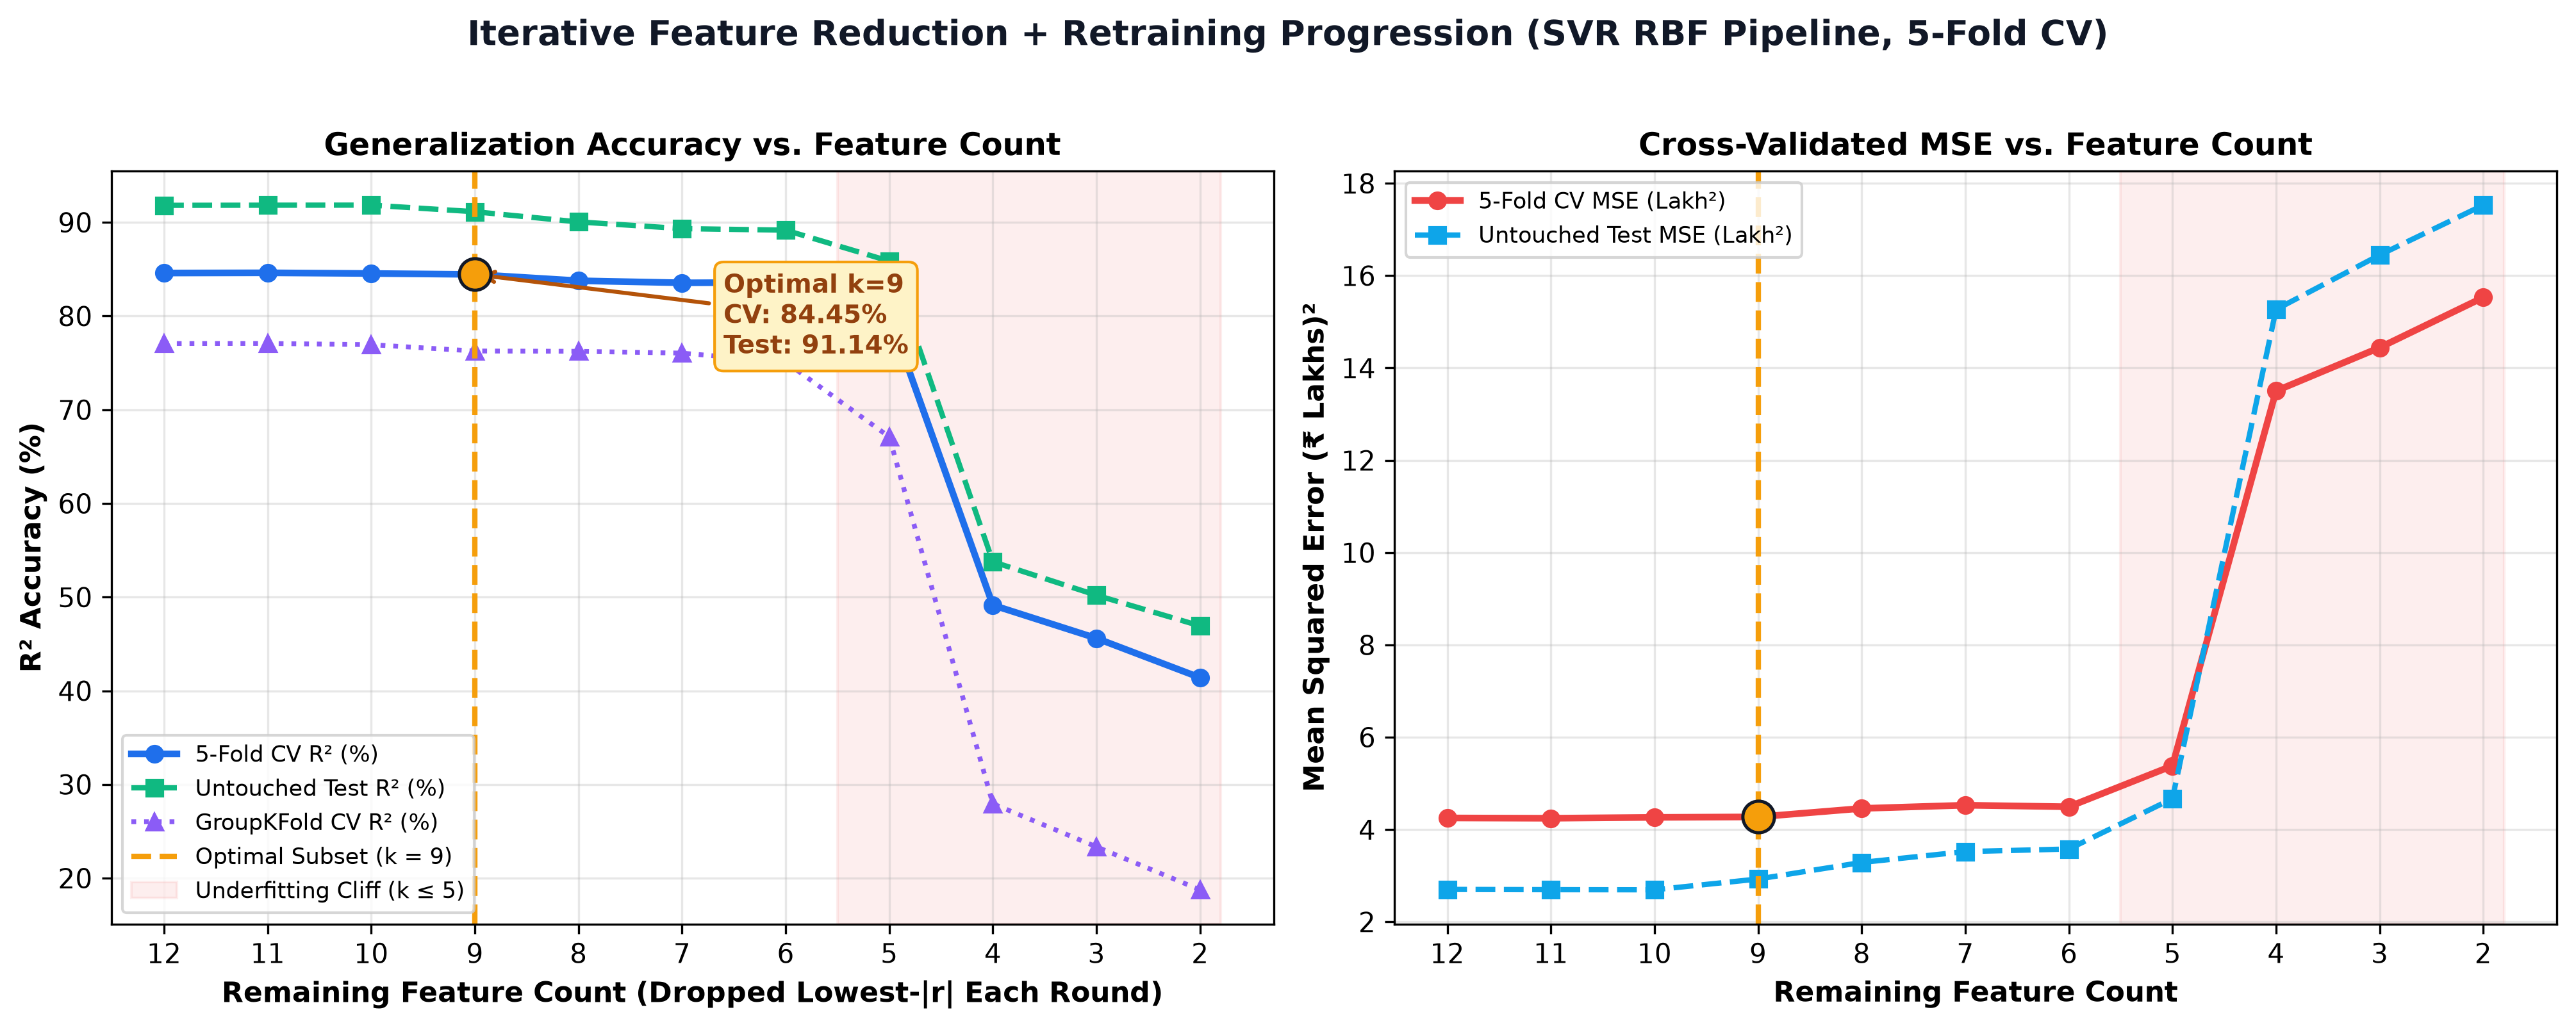 Iterative Feature Reduction + Retraining Progression (SVR RBF Pipeline, 5-Fold CV)
Generalization Accuracy vs. Feature Count
R² Accuracy (%)
90
80
70
60
50
40
30
20
Optimal k=9
CV: 84.45%
Test: 91.14%
5-Fold CV R² (%)
Untouched Test R² (%)
GroupKFold CV R² (%)
Optimal Subset (k = 9)
Underfitting Cliff (k ≤ 5)
12 11 10 9 8 7 6 5 4 3 2
Remaining Feature Count (Dropped Lowest-|r| Each Round)
Cross-Validated MSE vs. Feature Count
Mean Squared Error (₹ Lakhs)²
18
16
14
12
10
8
6
4
2
5-Fold CV MSE (Lakh²)
Untouched Test MSE (Lakh²)
12 11 10 9 8 7 6 5 4 3 2
Remaining Feature Count